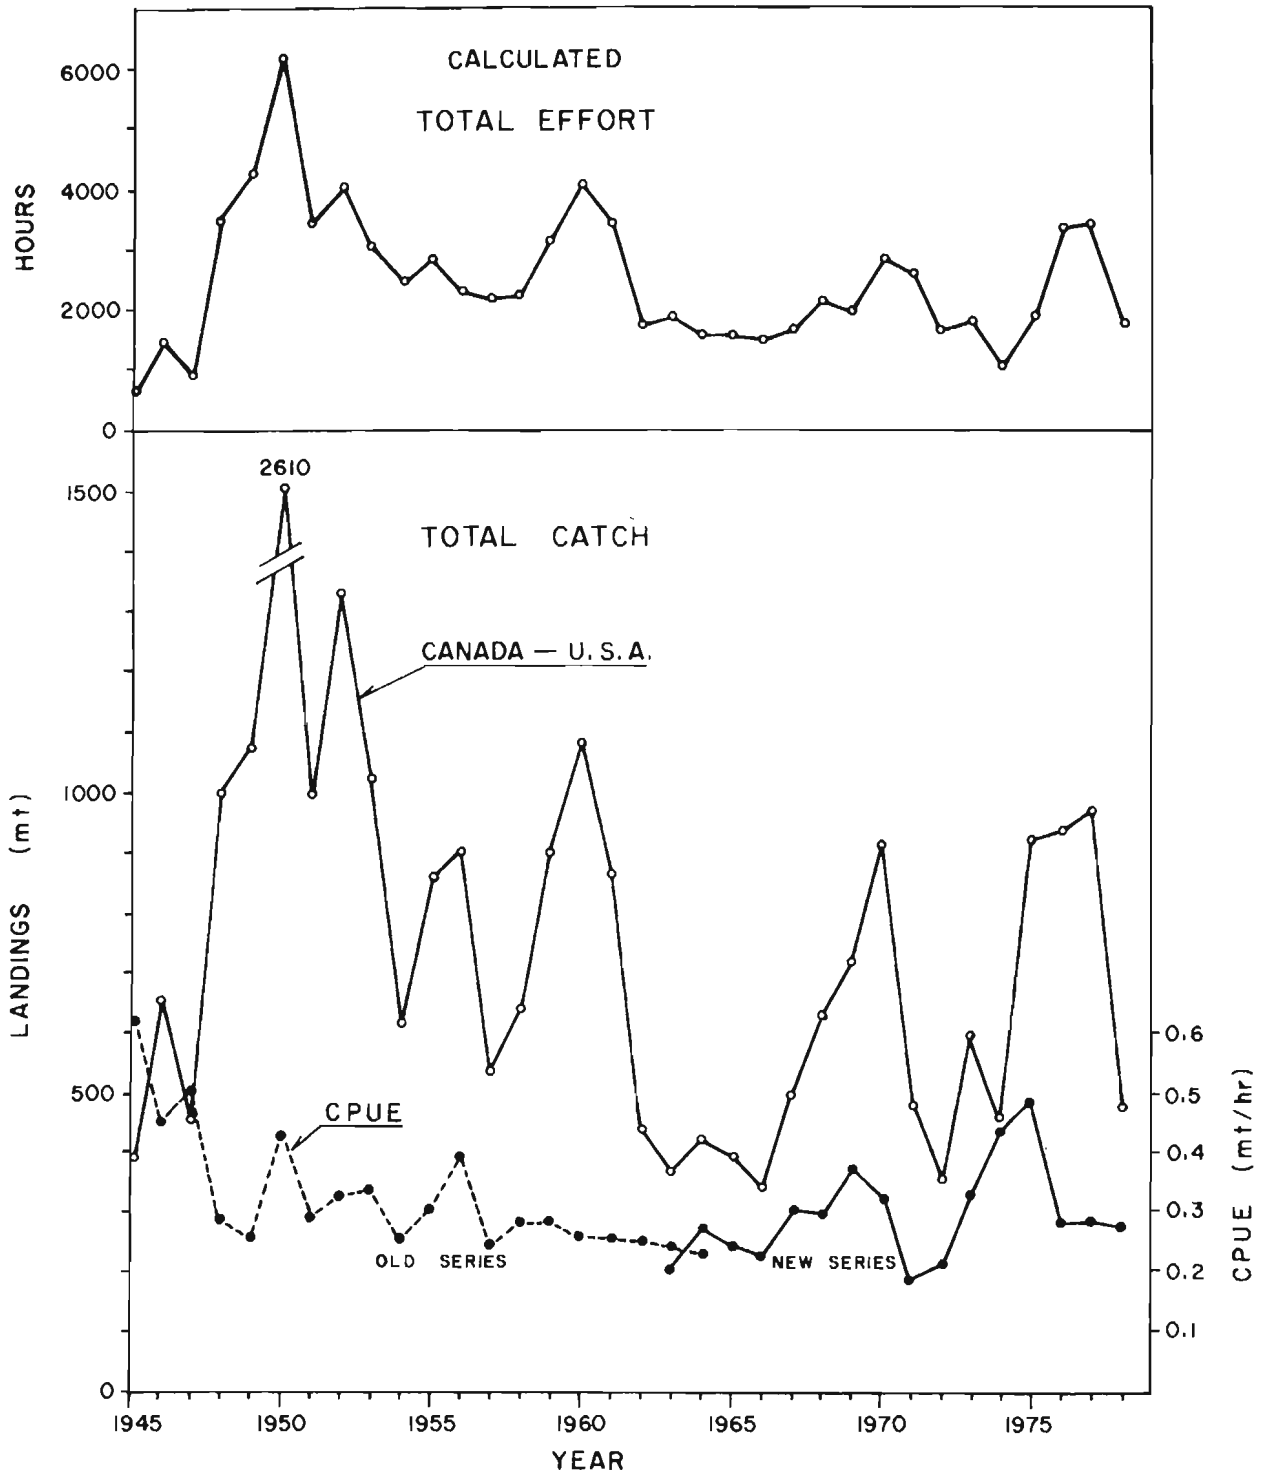 CALCULATED
TOTAL EFFORT
HOURS
6000
4000
2000
0
2610
TOTAL CATCH
CANADA — U.S.A.
LANDINGS (mt)
1500
1000
500
0
CPUE
OLD SERIES
NEW SERIES
0.6
0.5
0.4
0.3
0.2
0.1
CPUE (mt/hr)
1945 1950 1955 1960 1965 1970 1975
YEAR